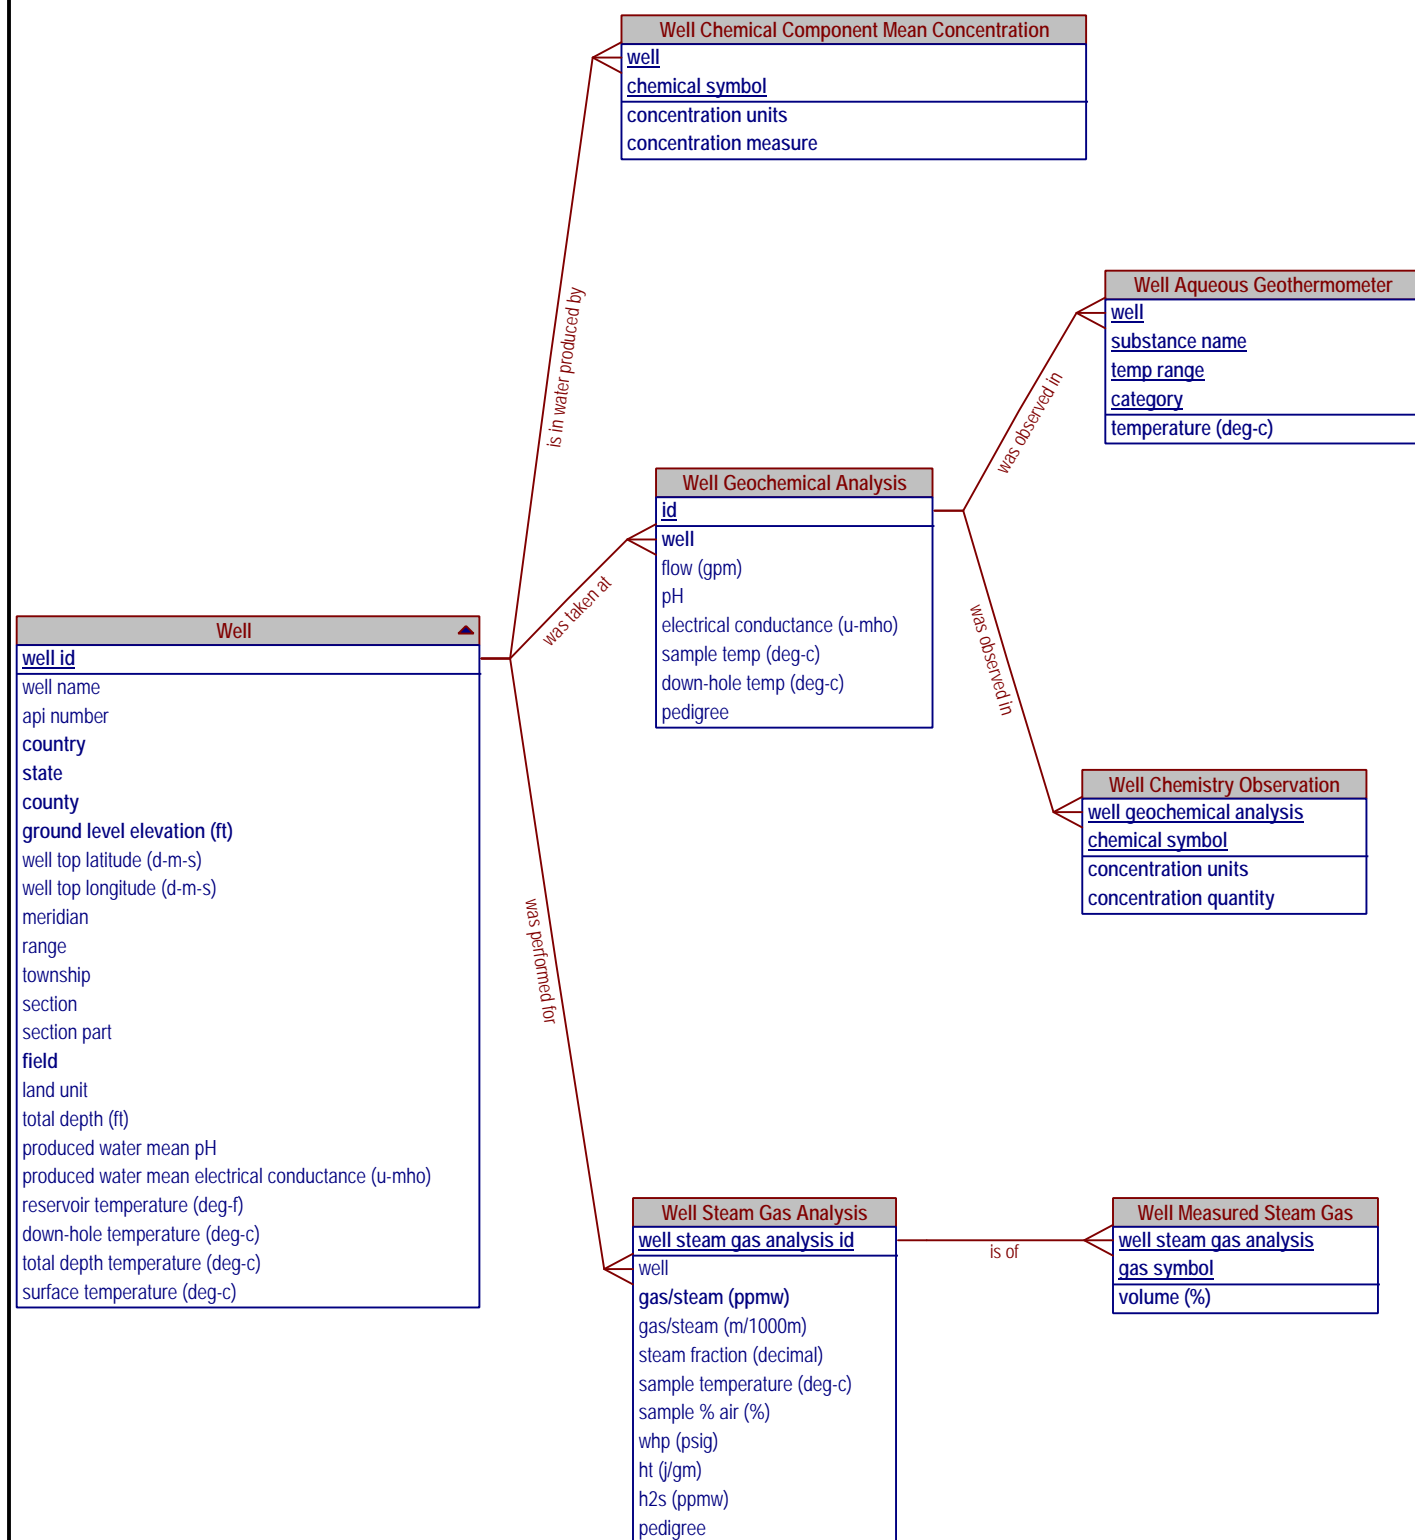 Well Chemical Component Mean Concentration
well
chemical symbol
concentration units
concentration measure
is in water produced by
Well Aqueous Geothermometer
well
substance name
temp range
category
temperature (deg-c)
was observed in
Well Geochemical Analysis
id
well
flow (gpm)
pH
electrical conductance (u-mho)
sample temp (deg-c)
down-hole temp (deg-c)
pedigree
was taken at
was observed in
Well
well id
well name
api number
country
state
county
ground level elevation (ft)
well top latitude (d-m-s)
well top longitude (d-m-s)
meridian
range
township
section
section part
field
land unit
total depth (ft)
produced water mean pH
produced water mean electrical conductance (u-mho)
reservoir temperature (deg-f)
down-hole temperature (deg-c)
total depth temperature (deg-c)
surface temperature (deg-c)
Well Chemistry Observation
well geochemical analysis
chemical symbol
concentration units
concentration quantity
was performed for
Well Steam Gas Analysis
well steam gas analysis id
well
gas/steam (ppmw)
gas/steam (m/1000m)
steam fraction (decimal)
sample temperature (deg-c)
sample % air (%)
whp (psig)
ht (j/gm)
h2s (ppmw)
pedigree
is of
Well Measured Steam Gas
well steam gas analysis
gas symbol
volume (%)